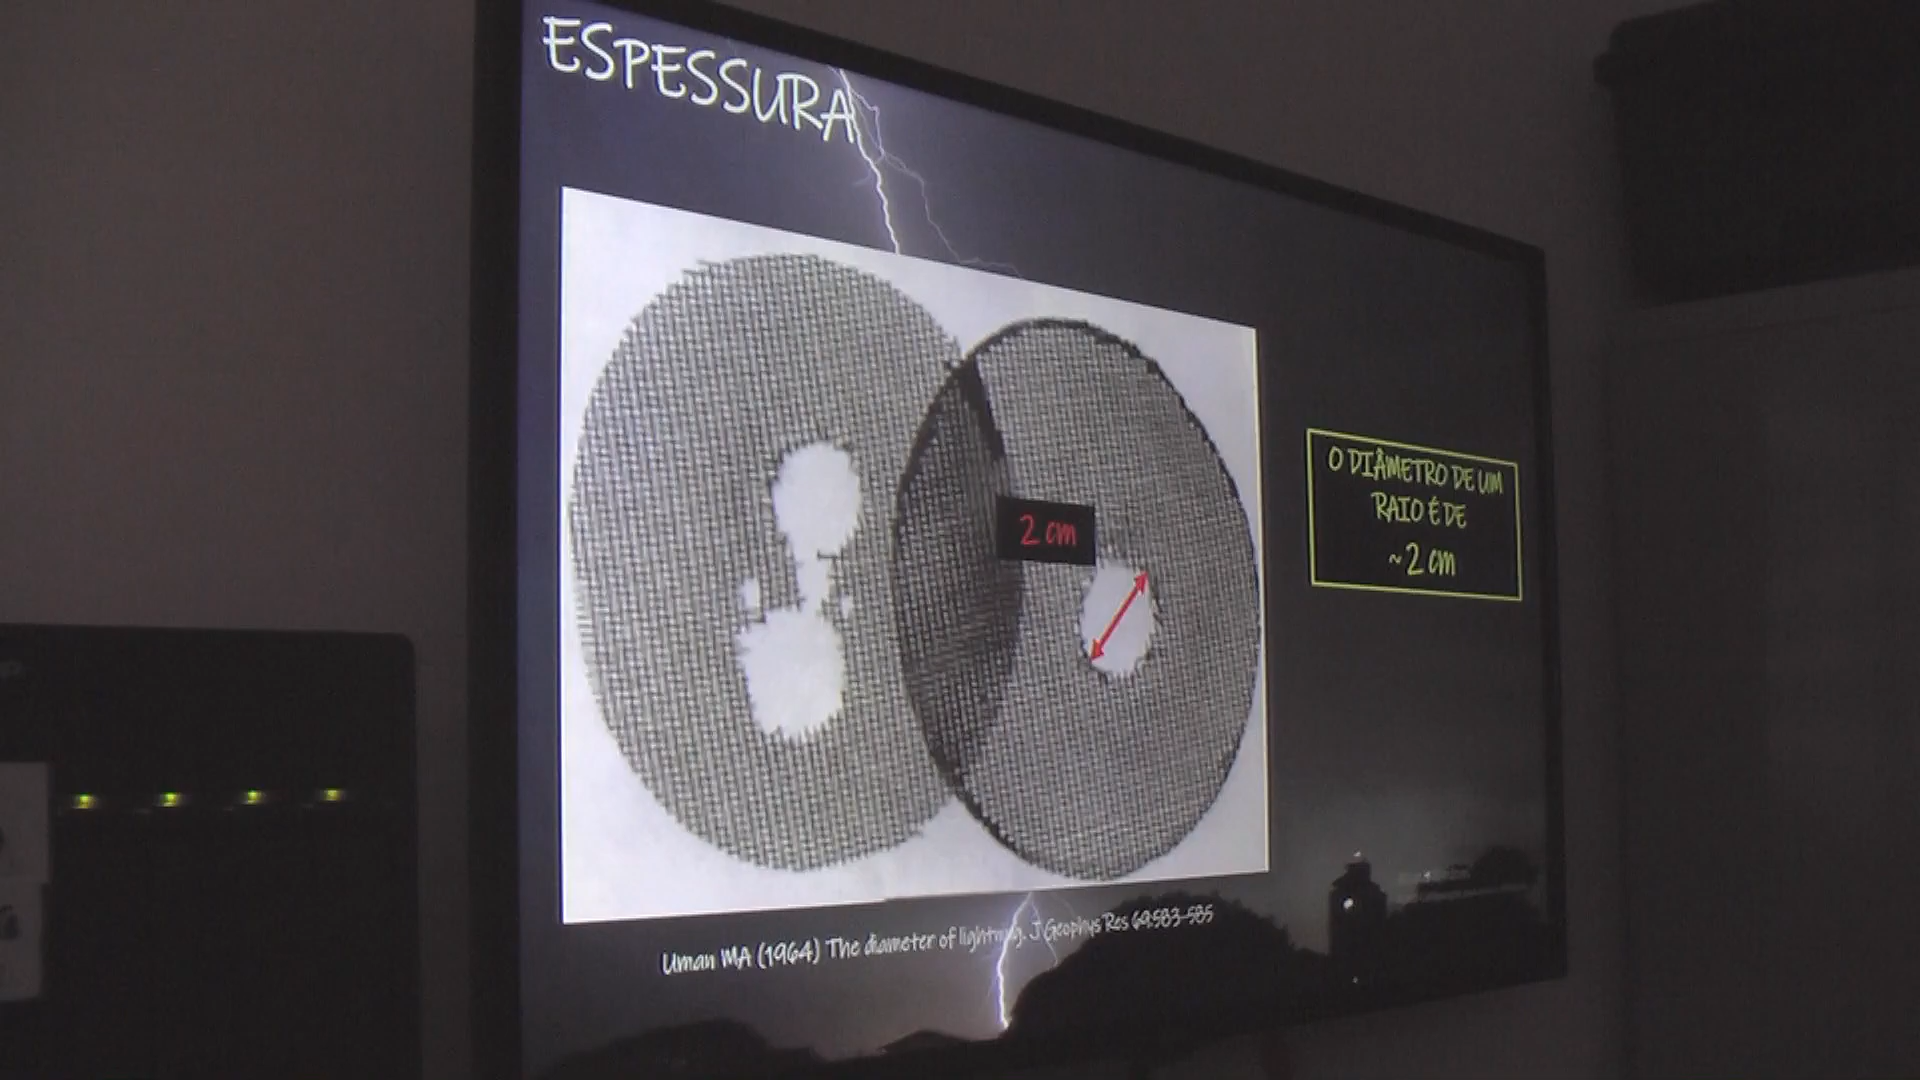 ESPESSURA
2 cm
O DIÂMETRO DE UM
RAIO É DE
~2 cm
Uman MA (1964) The diameter of lightning. J Geophys Res 69:583-585